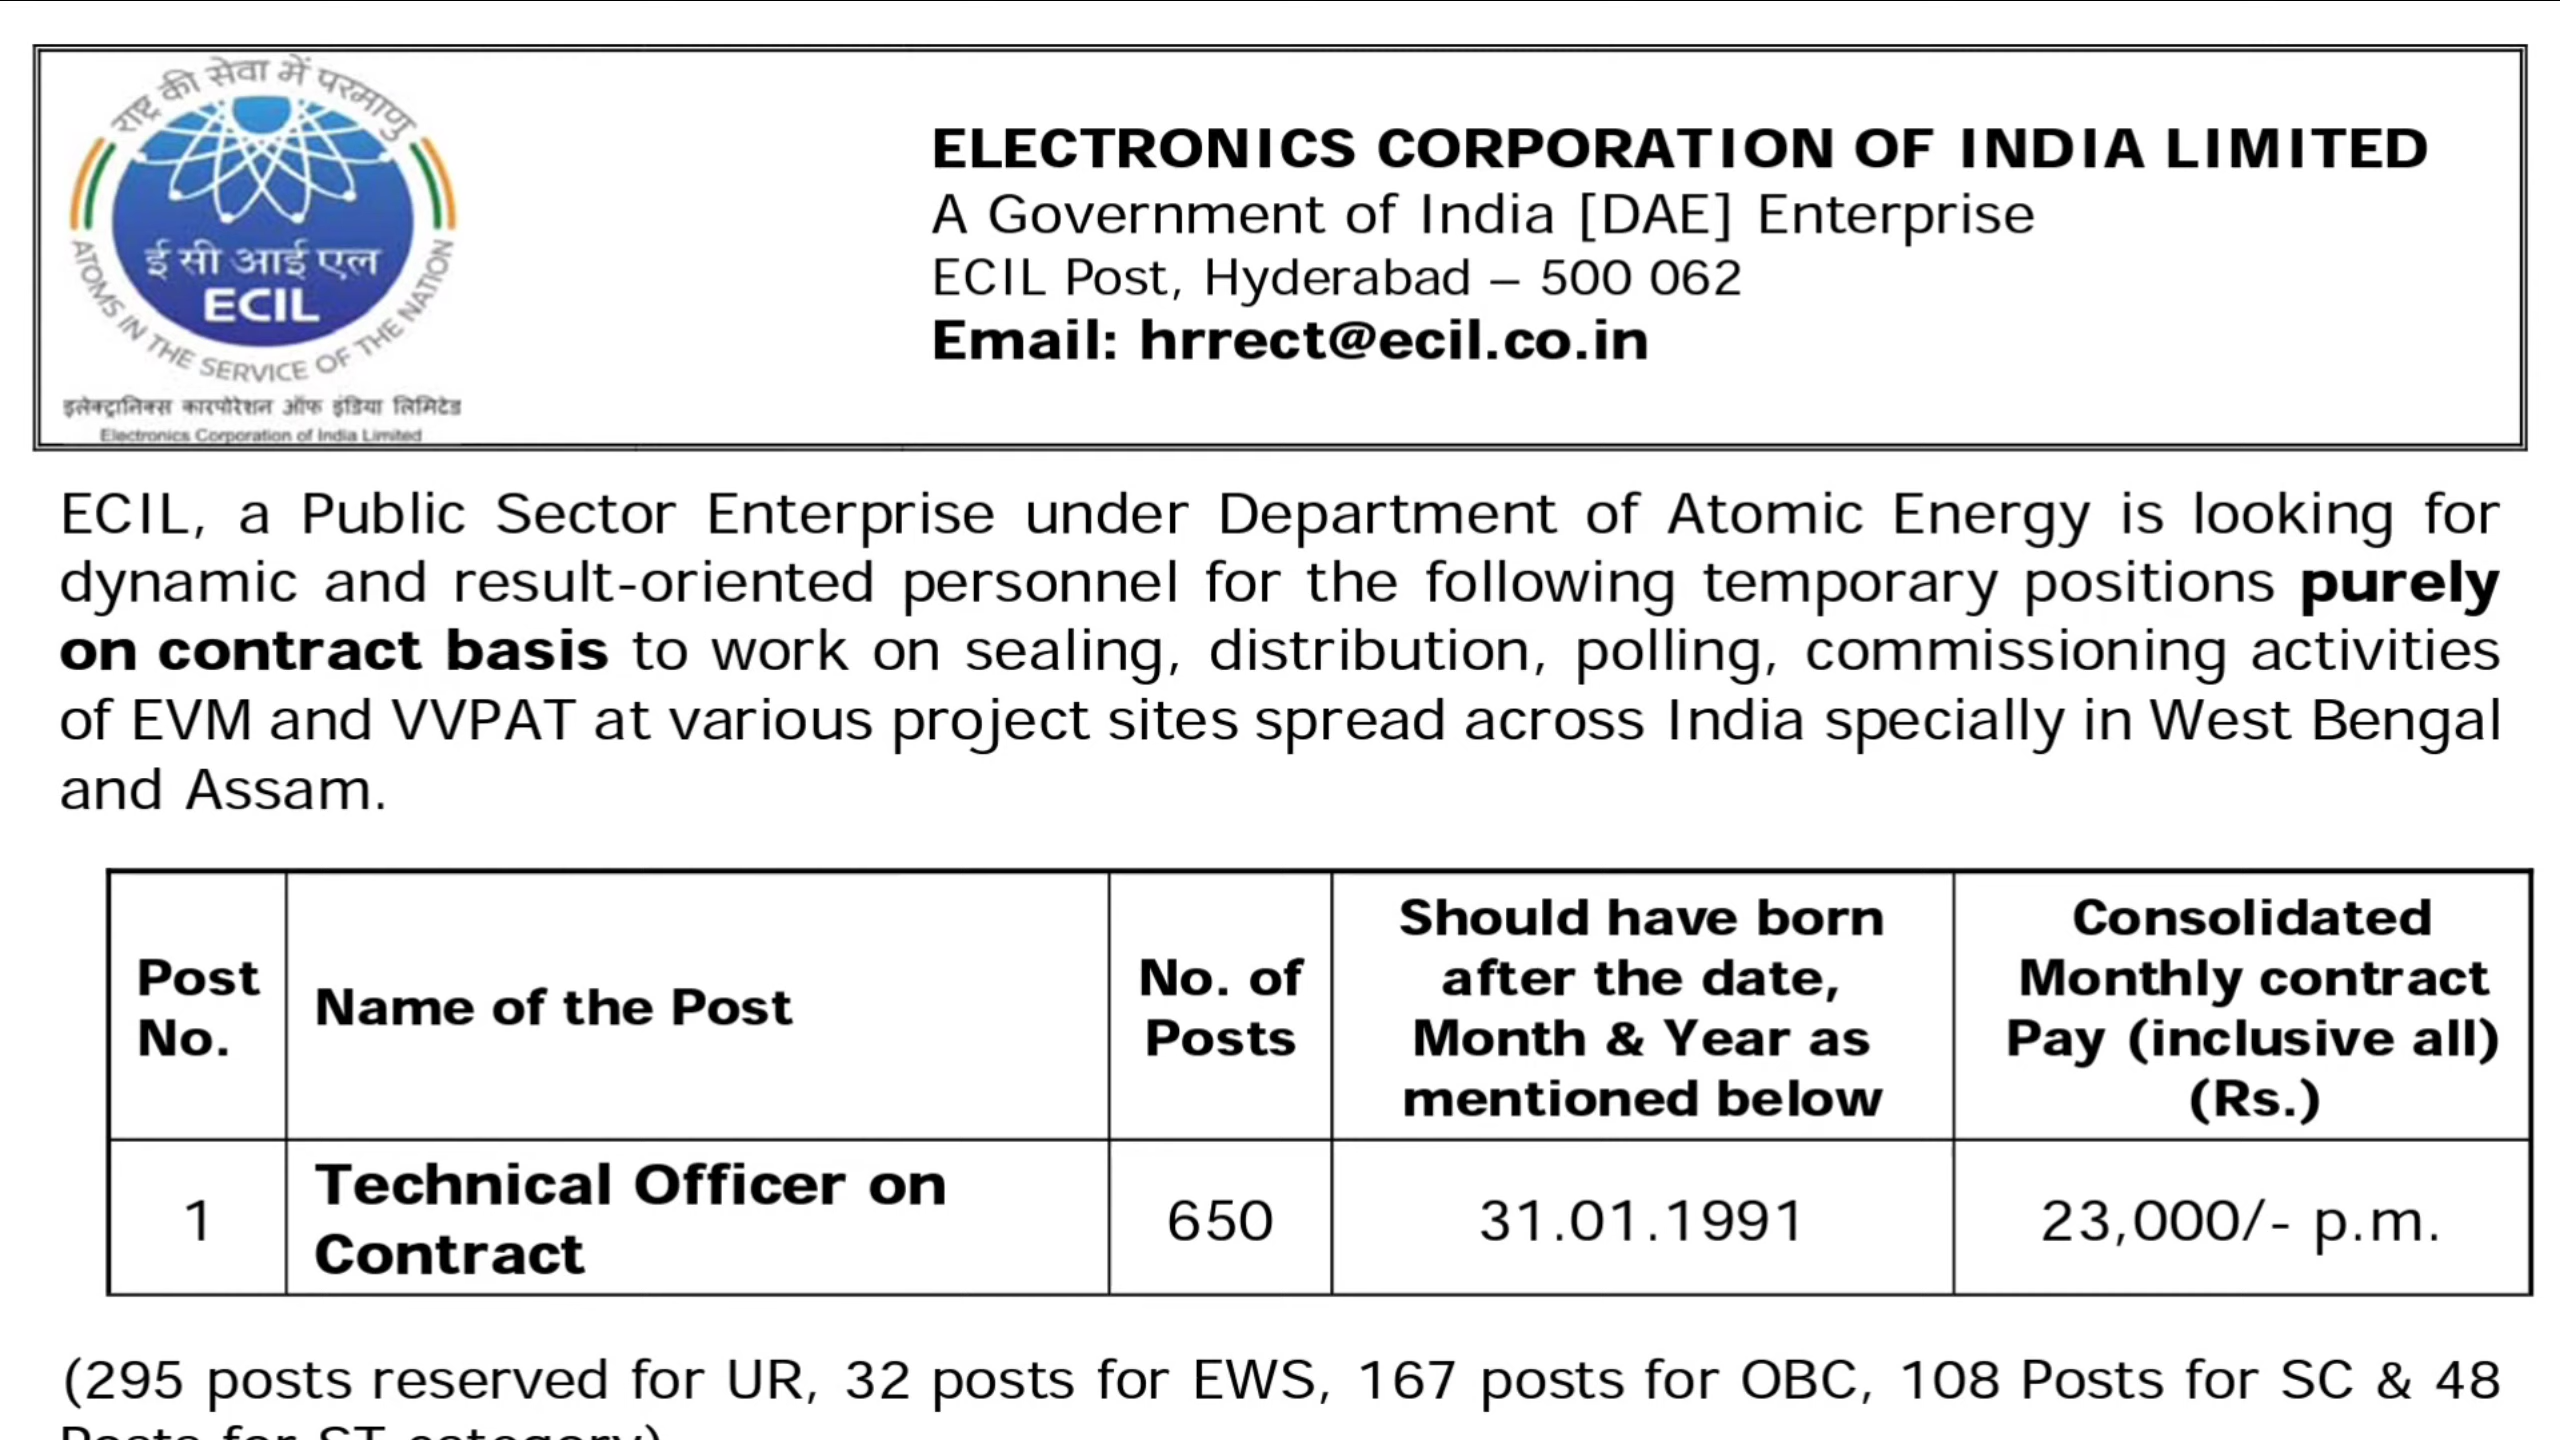 राष्ट्र की सेवा में परमाणु
ई सी आई एल
ECIL
ATOMS IN THE SERVICE OF THE NATION
इलेक्ट्रानिक्स कारपोरेशन ऑफ इंडिया लिमिटेड
Electronics Corporation of India Limited
ELECTRONICS CORPORATION OF INDIA LIMITED
A Government of India [DAE] Enterprise
ECIL Post, Hyderabad – 500 062
Email: hrrect@ecil.co.in
ECIL, a Public Sector Enterprise under Department of Atomic Energy is looking for
dynamic and result-oriented personnel for the following temporary positions purely
on contract basis to work on sealing, distribution, polling, commissioning activities
of EVM and VVPAT at various project sites spread across India specially in West Bengal
and Assam.
Post
No.
Name of the Post
No. of
Posts
Should have born
after the date,
Month & Year as
mentioned below
Consolidated
Monthly contract
Pay (inclusive all)
(Rs.)
1
Technical Officer on
Contract
650
31.01.1991
23,000/- p.m.
(295 posts reserved for UR, 32 posts for EWS, 167 posts for OBC, 108 Posts for SC & 48
Posts for ST category)